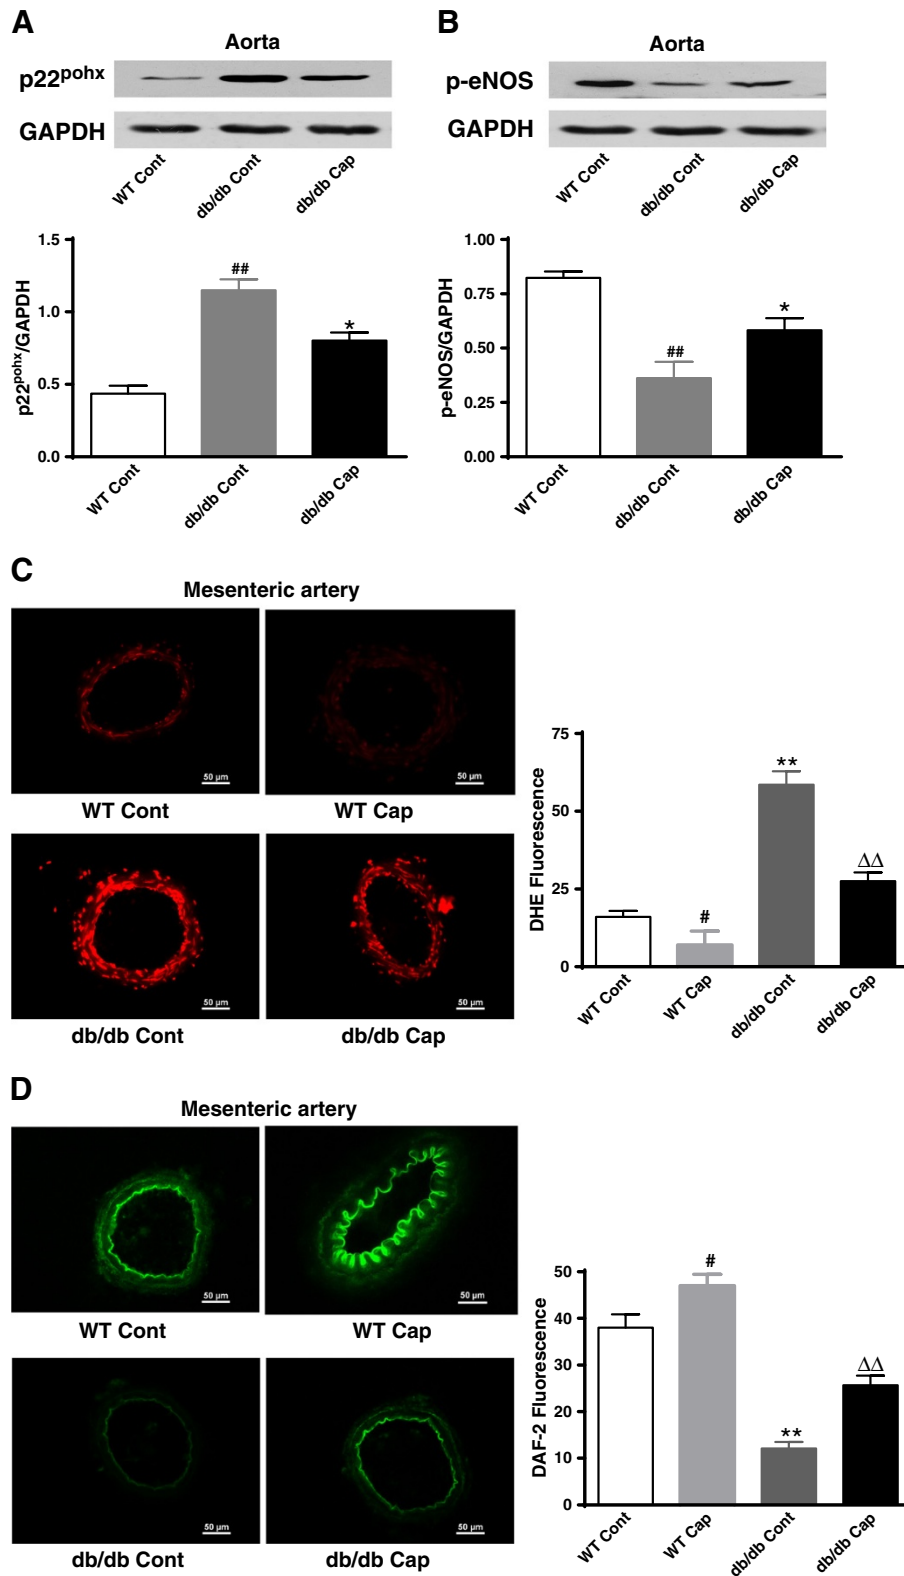 A
Aorta
p22pohx
GAPDH
WT Cont
db/db Cont
db/db Cap
1.5
1.0
0.5
0.0
p22pohx/GAPDH
##
*
WT Cont
db/db Cont
db/db Cap
B
Aorta
p-eNOS
GAPDH
WT Cont
db/db Cont
db/db Cap
1.00
0.75
0.50
0.25
0.00
p-eNOS/GAPDH
##
*
WT Cont
db/db Cont
db/db Cap
C
Mesenteric artery
50 µm
50 µm
WT Cont
WT Cap
50 µm
50 µm
db/db Cont
db/db Cap
75
50
25
0
DHE Fluorescence
#
**
ΔΔ
WT Cont
WT Cap
db/db Cont
db/db Cap
D
Mesenteric artery
50 µm
50 µm
WT Cont
WT Cap
50 µm
50 µm
db/db Cont
db/db Cap
50
40
30
20
10
0
DAF-2 Fluorescence
#
**
ΔΔ
WT Cont
WT Cap
db/db Cont
db/db Cap